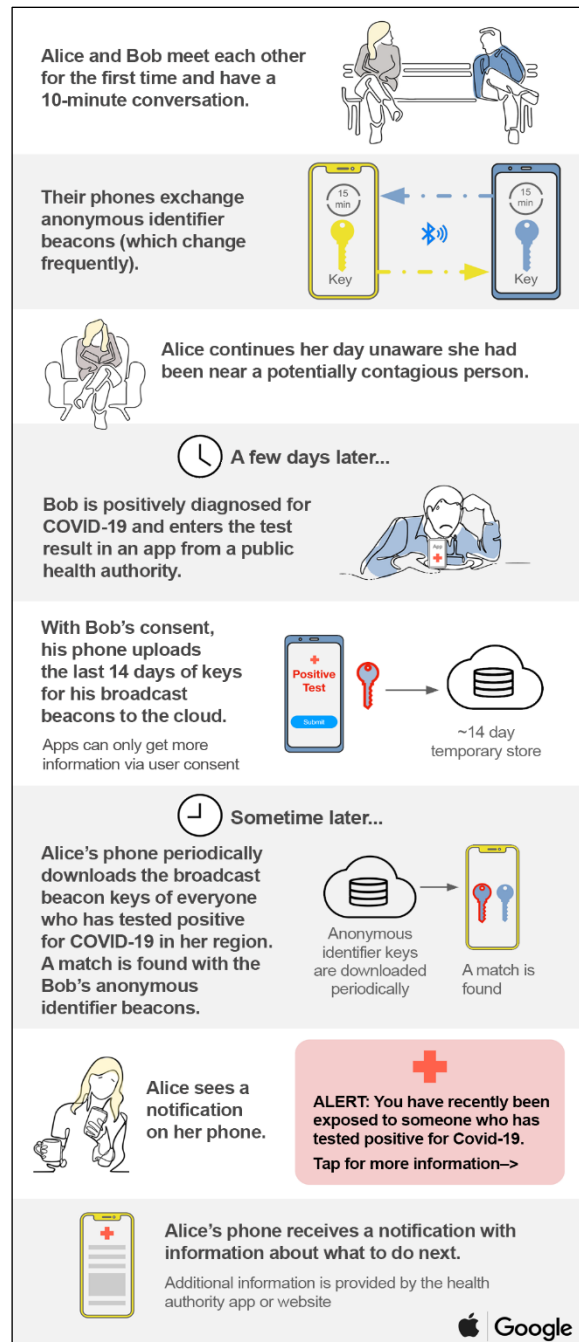 Alice and Bob meet each other
for the first time and have a
10-minute conversation.
Their phones exchange
anonymous identifier
beacons (which change
frequently).
15
min
Key
15
min
Key
Alice continues her day unaware she had
been near a potentially contagious person.
A few days later...
Bob is positively diagnosed for
COVID-19 and enters the test
result in an app from a public
health authority.
App
With Bob’s consent,
his phone uploads
the last 14 days of keys
for his broadcast
beacons to the cloud.
Apps can only get more
information via user consent
Positive
Test
Submit
~14 day
temporary store
Sometime later...
Alice’s phone periodically
downloads the broadcast
beacon keys of everyone
who has tested positive
for COVID-19 in her region.
A match is found with the
Bob’s anonymous
identifier beacons.
Anonymous
identifier keys
are downloaded
periodically
A match is
found
Alice sees a
notification
on her phone.
ALERT: You have recently been
exposed to someone who has
tested positive for Covid-19.
Tap for more information–>
Alice’s phone receives a notification with
information about what to do next.
Additional information is provided by the health
authority app or website
Google